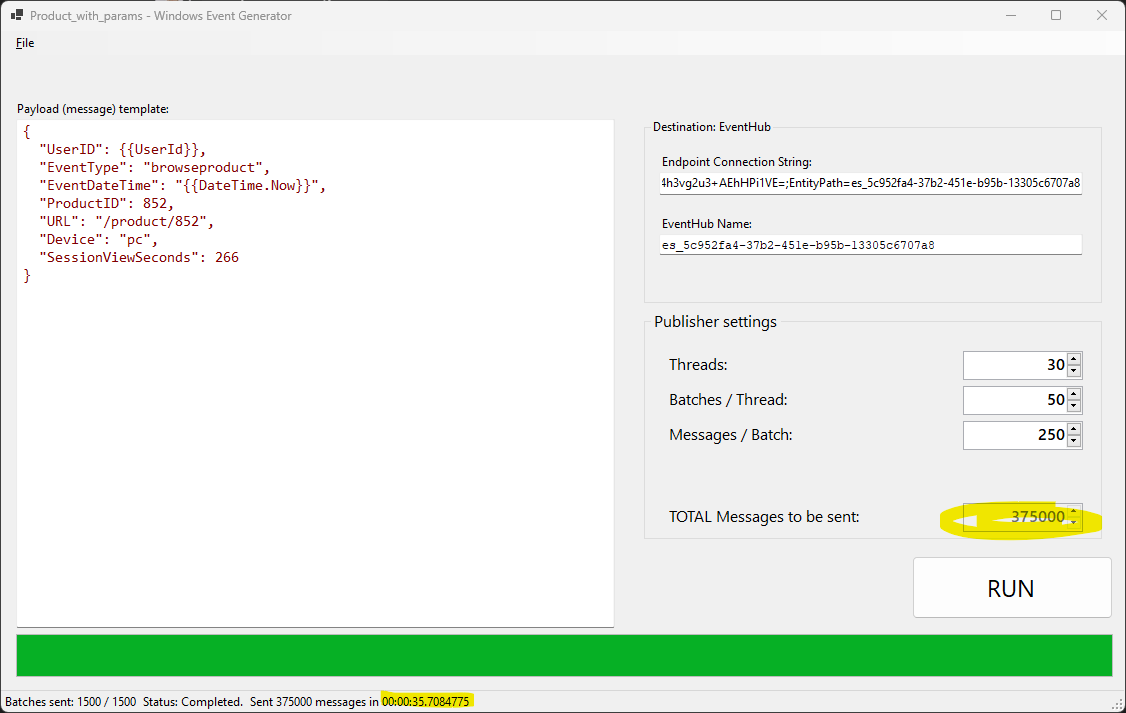 Product_with_params - Windows Event Generator
File
Payload (message) template:
{
  "UserID": {{UserId}},
  "EventType": "browseproduct",
  "EventDateTime": "{{DateTime.Now}}",
  "ProductID": 852,
  "URL": "/product/852",
  "Device": "pc",
  "SessionViewSeconds": 266
}
Destination: EventHub
Endpoint Connection String:
4h3vg2u3+AEhHPi1VE=;EntityPath=es_5c952fa4-37b2-451e-b95b-13305c6707a8
EventHub Name:
es_5c952fa4-37b2-451e-b95b-13305c6707a8
Publisher settings
Threads: 30
Batches / Thread: 50
Messages / Batch: 250
TOTAL Messages to be sent: 375000
RUN
Batches sent: 1500 / 1500 Status: Completed. Sent 375000 messages in 00:00:35.7084775